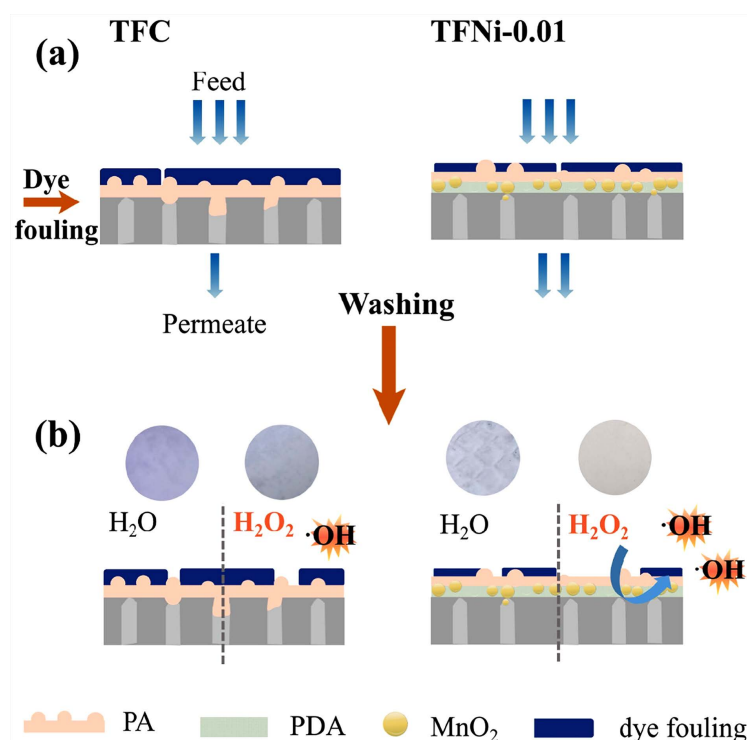 TFC
TFNi-0.01
(a)
Feed
Dye
fouling
Permeate
Washing
(b)
H₂O
H₂O₂
·OH
H₂O
H₂O₂
·OH
·OH
PA
PDA
MnO₂
dye fouling